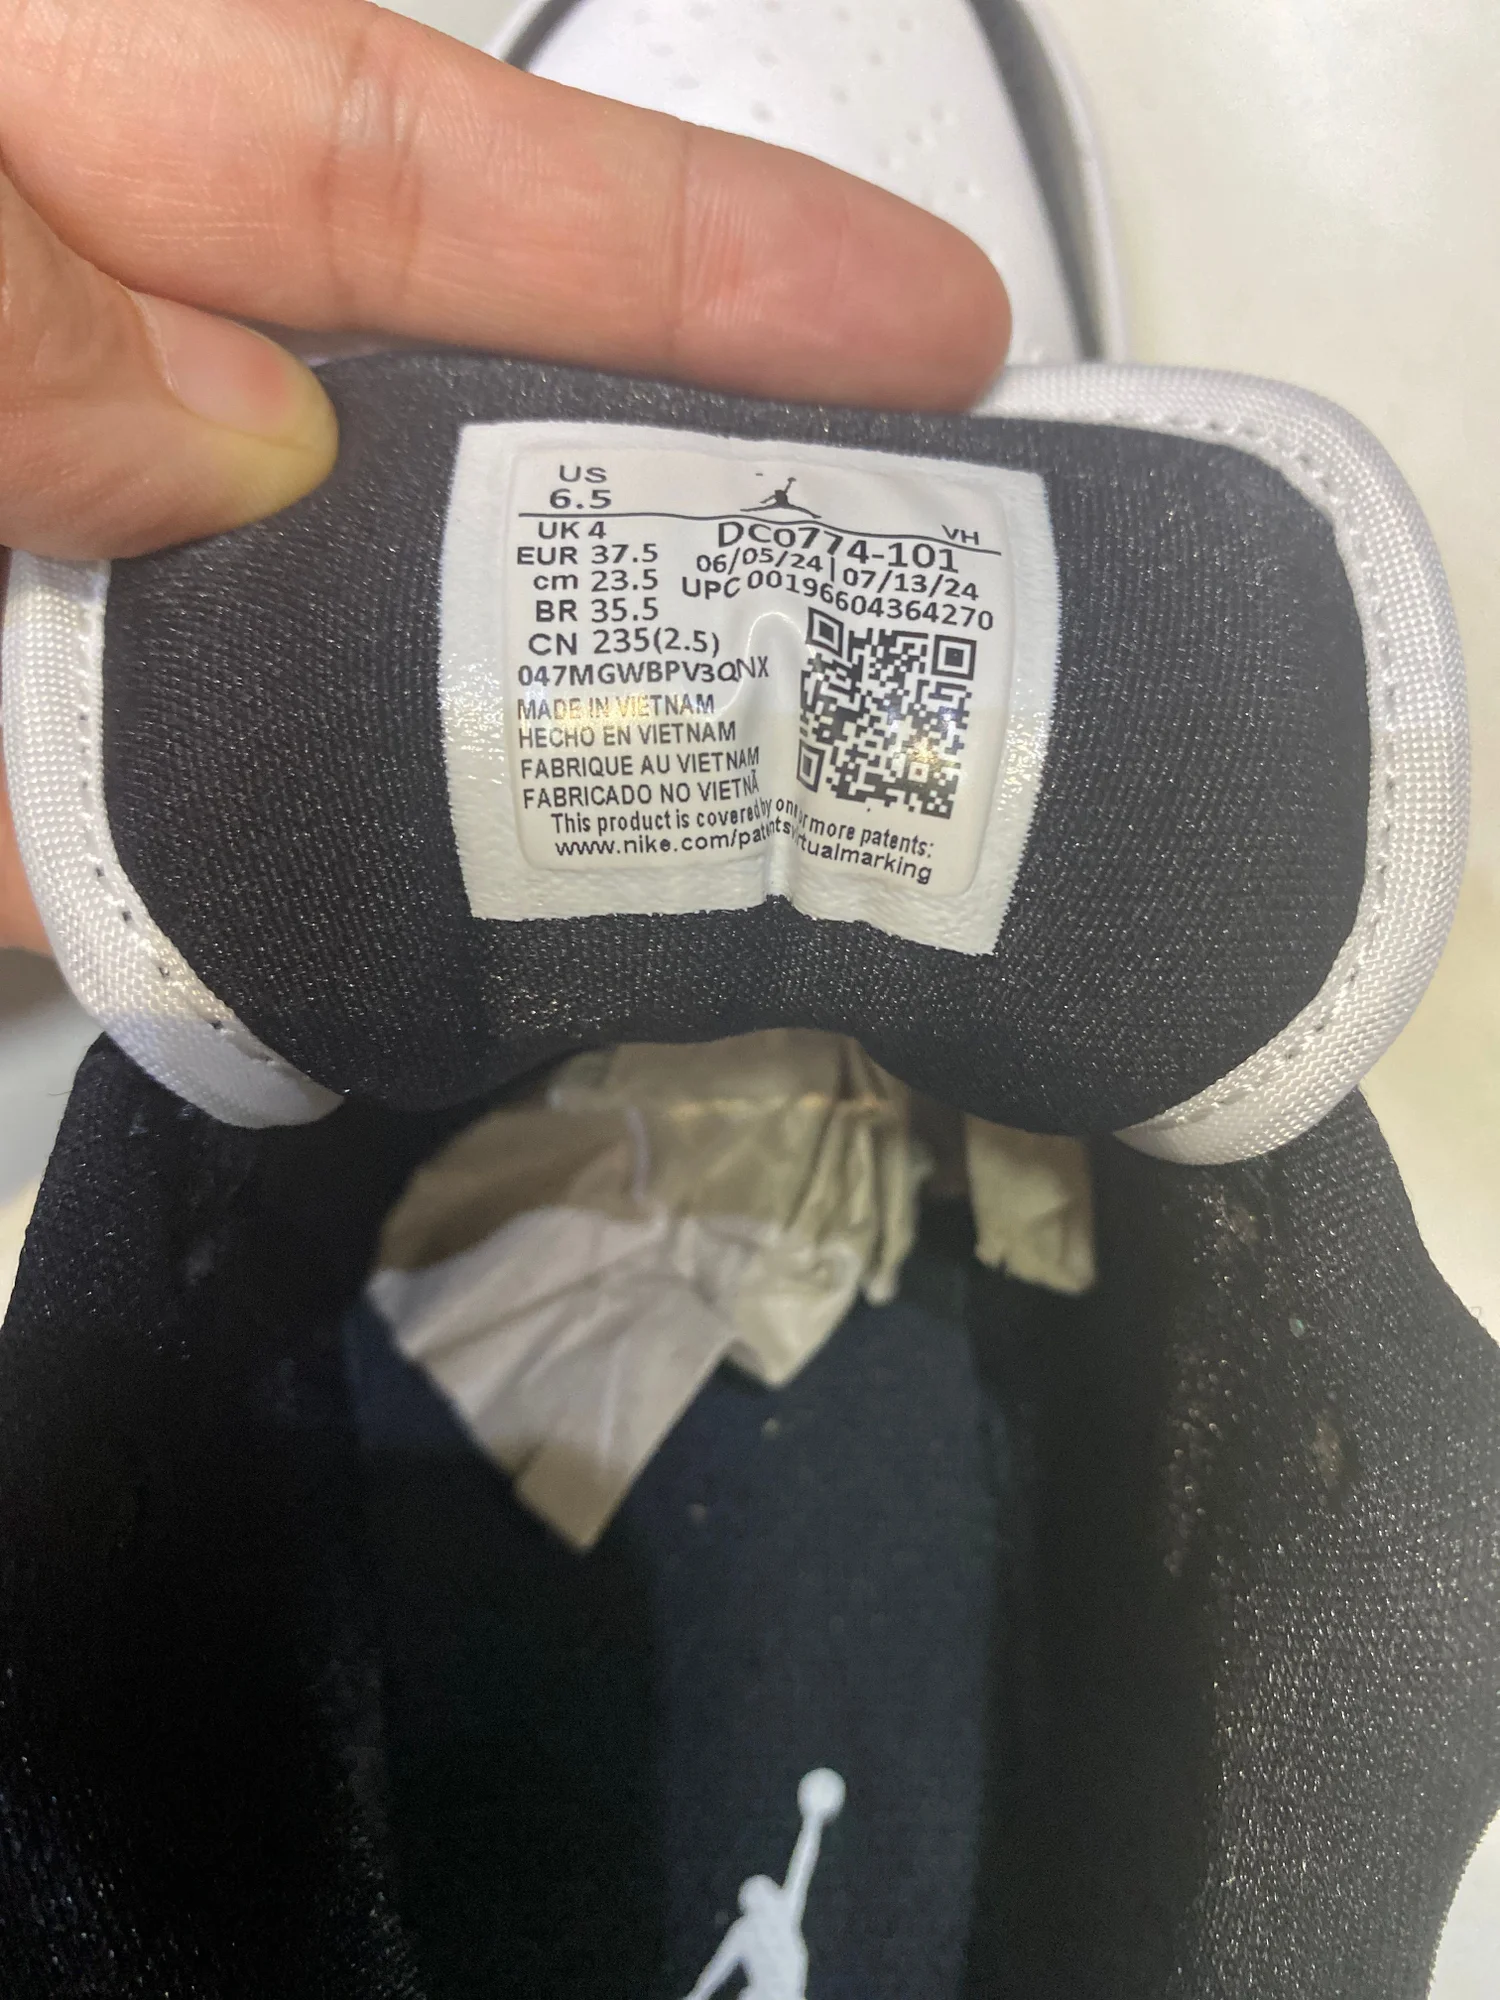 US
6.5
VH
UK 4
DC0774-101
EUR 37.5
06/05/24|07/13/24
cm 23.5
UPC 00196604364270
BR 35.5
CN 235(2.5)
047MGWBPV3QNX
MADE IN VIETNAM
HECHO EN VIETNAM
FABRIQUE AU VIETNAM
FABRICADO NO VIETNÃ
This product is covered by one or more patents:
www.nike.com/patentsvirtualmarking